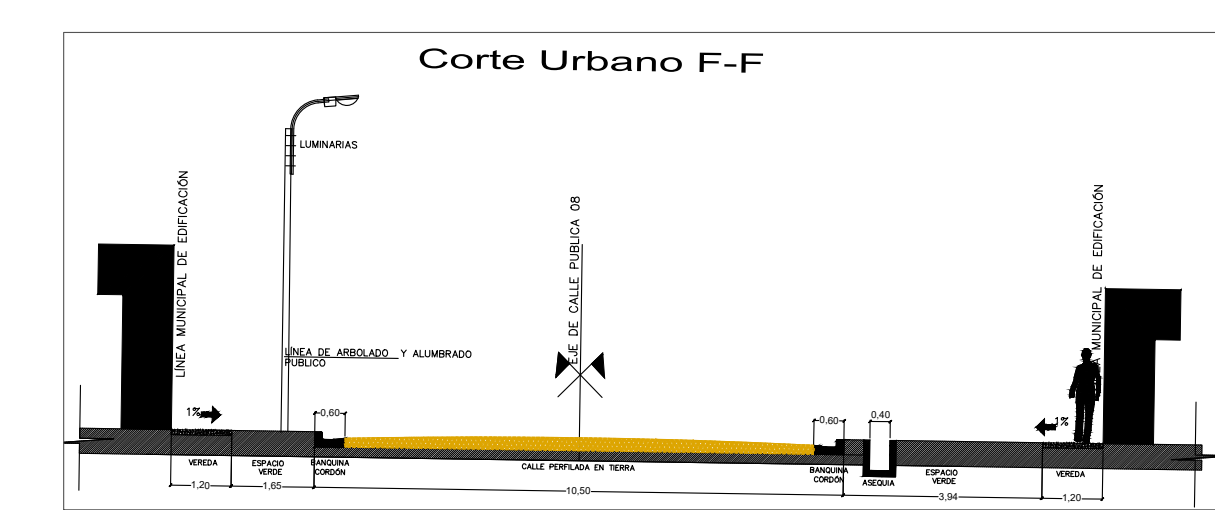 Corte Urbano F-F
LUMINARIAS
LÍNEA MUNICIPAL DE EDIFICACIÓN
EJE DE CALLE PUBLICA 08
MUNICIPAL DE EDIFICACIÓN
LÍNEA DE ARBOLADO Y ALUMBRADO
PUBLICO
1%
0,60
0,60
0,40
1%
VEREDA
ESPACIO
VERDE
BANQUINA
CORDÓN
CALLE PERFILADA EN TIERRA
BANQUINA
CORDÓN
ASEQUIA
ESPACIO
VERDE
VEREDA
1,20
1,65
10,50
3,94
1,20